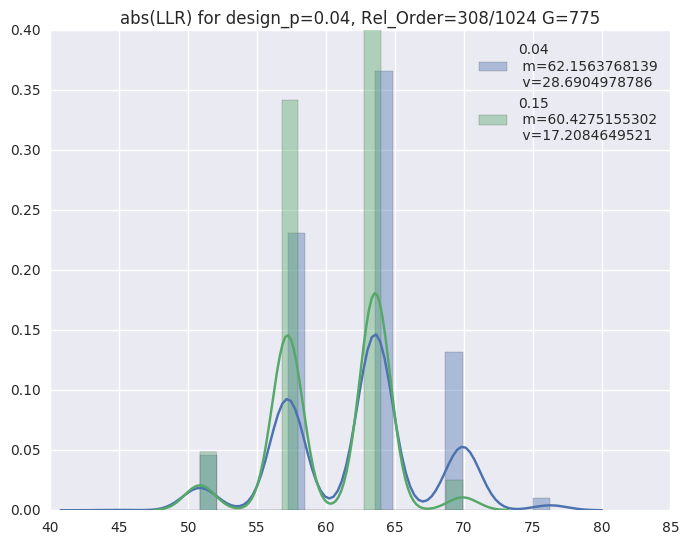 abs(LLR) for design_p=0.04, Rel_Order=308/1024 G=775
0.40
0.35
0.30
0.25
0.20
0.15
0.10
0.05
0.00
0.04
m=62.1563768139
v=28.6904978786
0.15
m=60.4275155302
v=17.2084649521
40 45 50 55 60 65 70 75 80 85